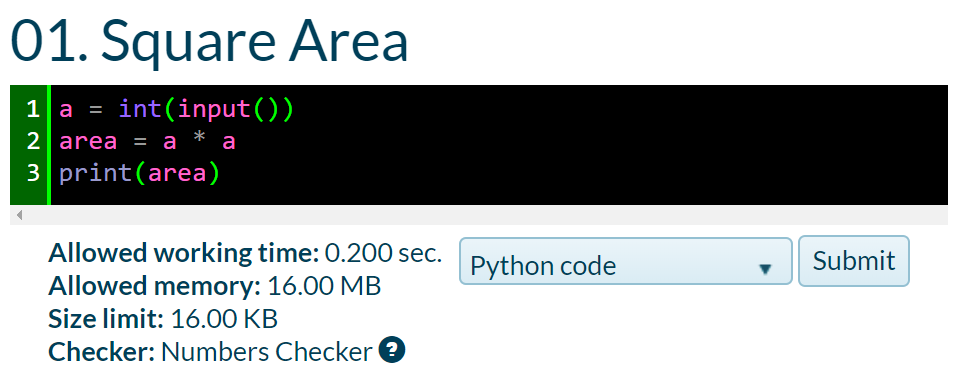 01. Square Area
1 a = int(input())
2 area = a * a
3 print(area)
Allowed working time: 0.200 sec.
Allowed memory: 16.00 MB
Size limit: 16.00 KB
Checker: Numbers Checker ?
Python code
Submit